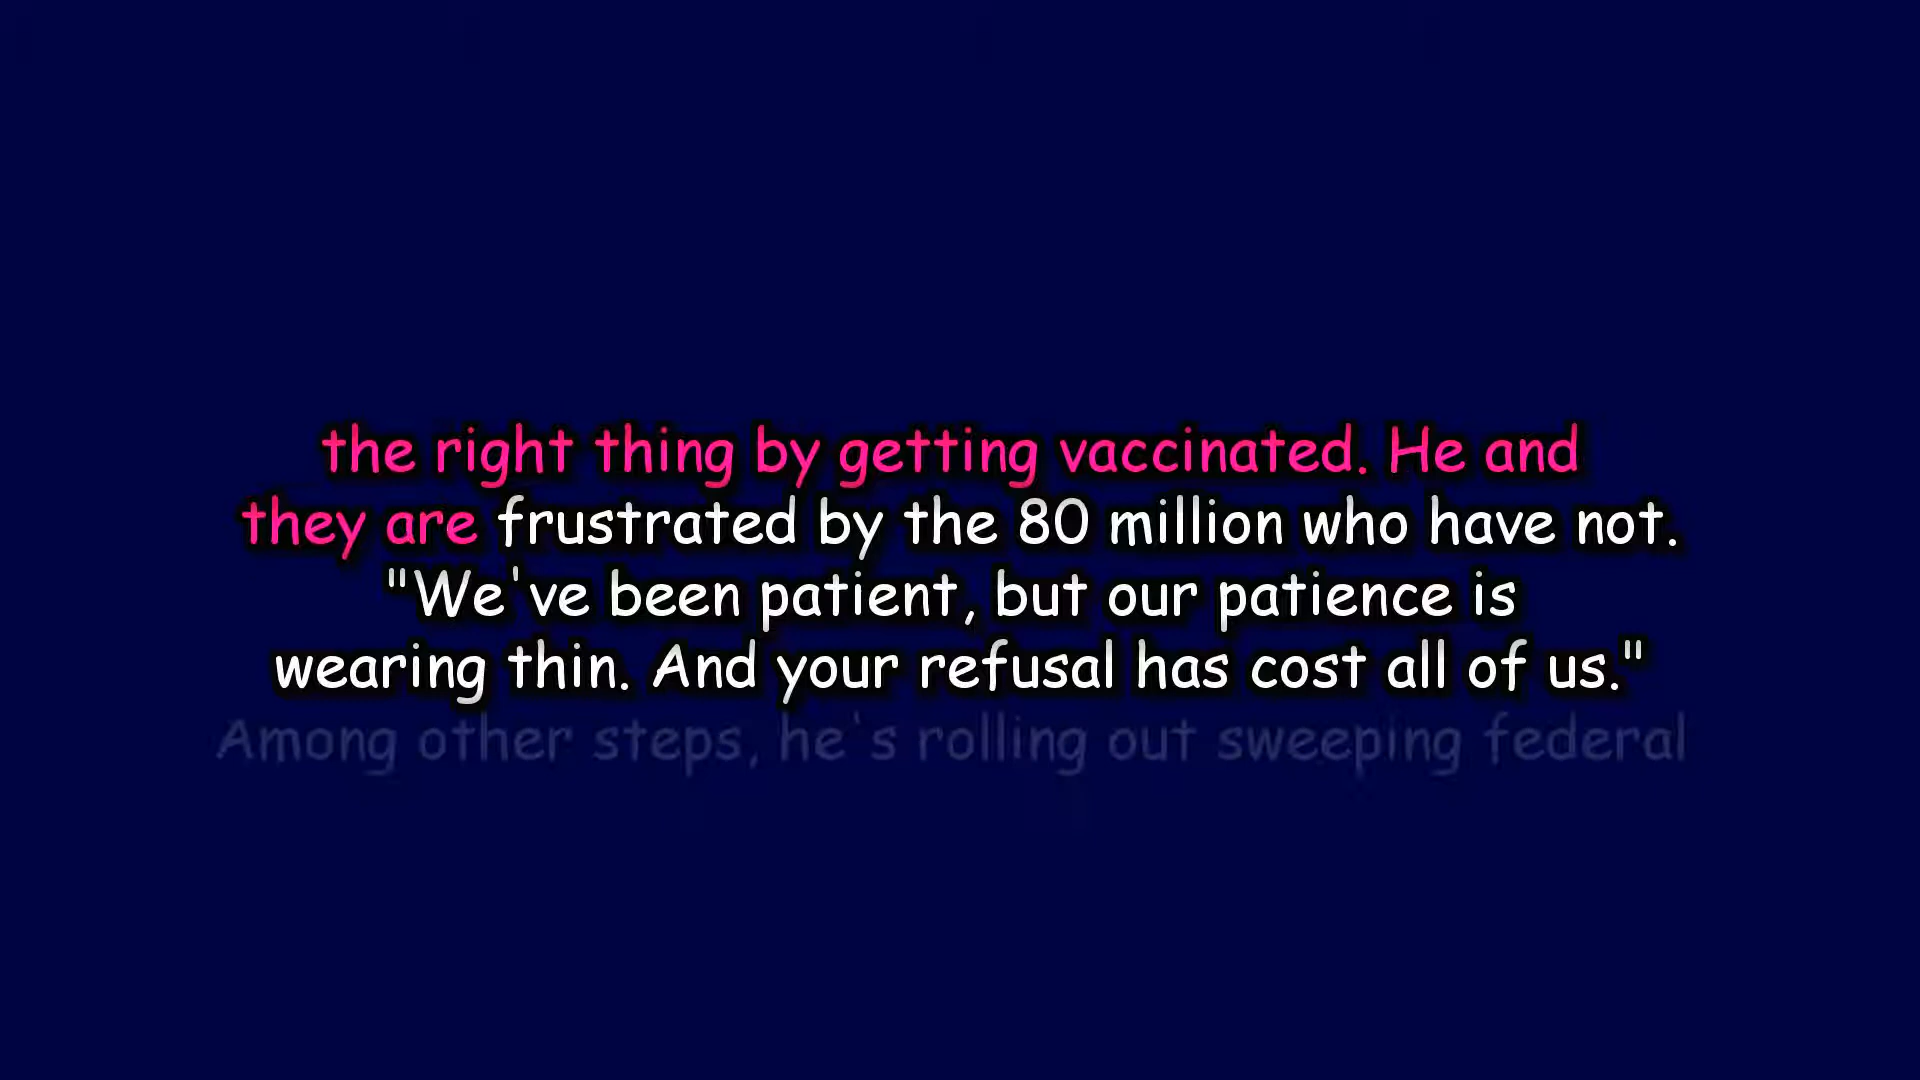 the right thing by getting vaccinated. He and
they are frustrated by the 80 million who have not.
"We've been patient, but our patience is
wearing thin. And your refusal has cost all of us."
Among other steps, he's rolling out sweeping federal